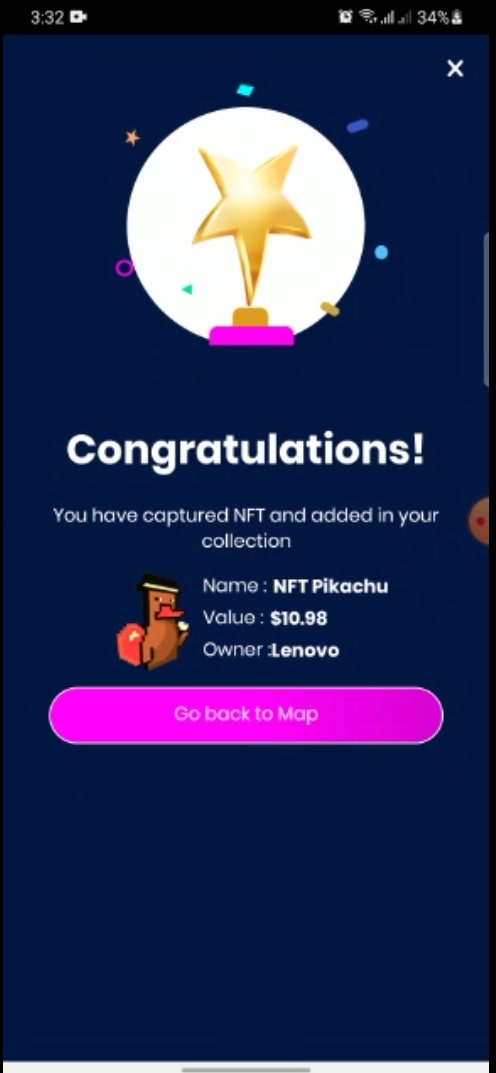 3:32
34%
Congratulations!
You have captured NFT and added in your
collection
Name : NFT Pikachu
Value : $10.98
Owner :Lenovo
Go back to Map